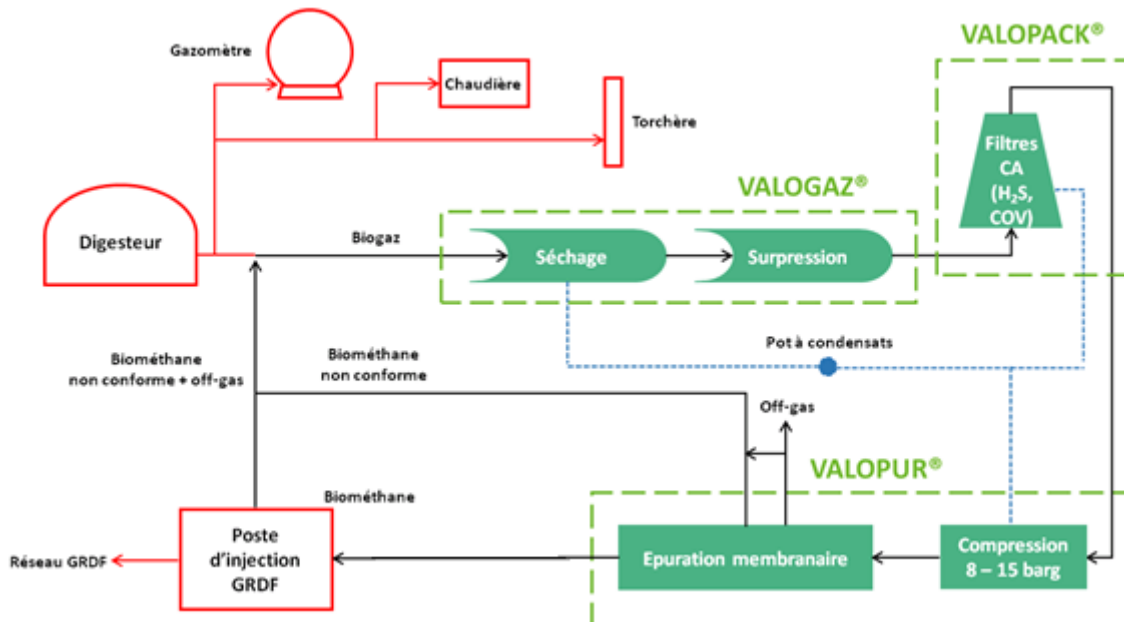 VALOPACK®
Gazomètre
Chaudière
Torchère
Filtres
CA
(H₂S,
COV)
VALOGAZ®
Digesteur
Biogaz
Séchage
Surpression
Pot à condensats
Biométhane
non conforme + off-gas
Biométhane
non conforme
Off-gas
VALOPUR®
Biométhane
Poste
d'injection
GRDF
Réseau GRDF
Epuration membranaire
Compression
8 – 15 barg